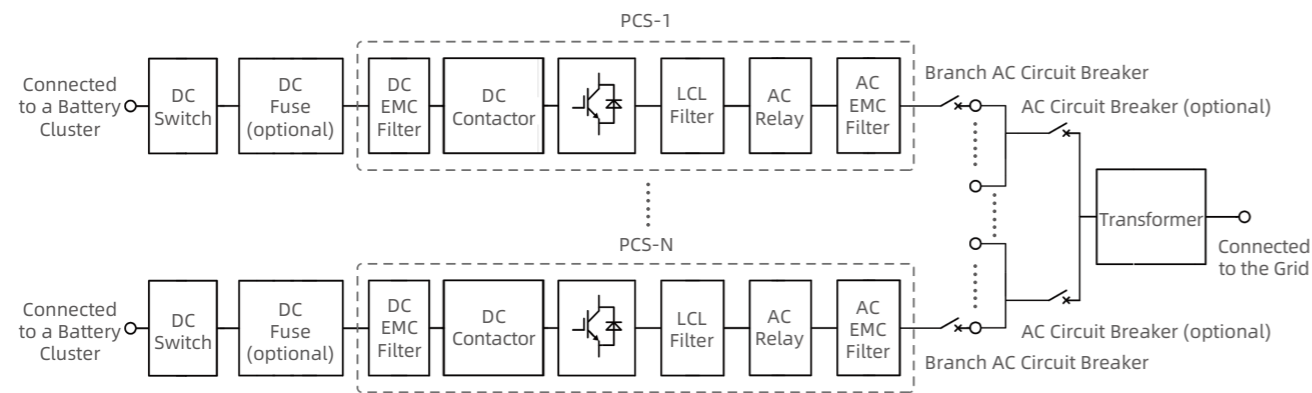 PCS-1
Connected
to a Battery
Cluster
DC
Switch
DC
Fuse
(optional)
DC
EMC
Filter
DC
Contactor
LCL
Filter
AC
Relay
AC
EMC
Filter
Branch AC Circuit Breaker
AC Circuit Breaker (optional)
Transformer
Connected
to the Grid
PCS-N
Connected
to a Battery
Cluster
DC
Switch
DC
Fuse
(optional)
DC
EMC
Filter
DC
Contactor
LCL
Filter
AC
Relay
AC
EMC
Filter
AC Circuit Breaker (optional)
Branch AC Circuit Breaker